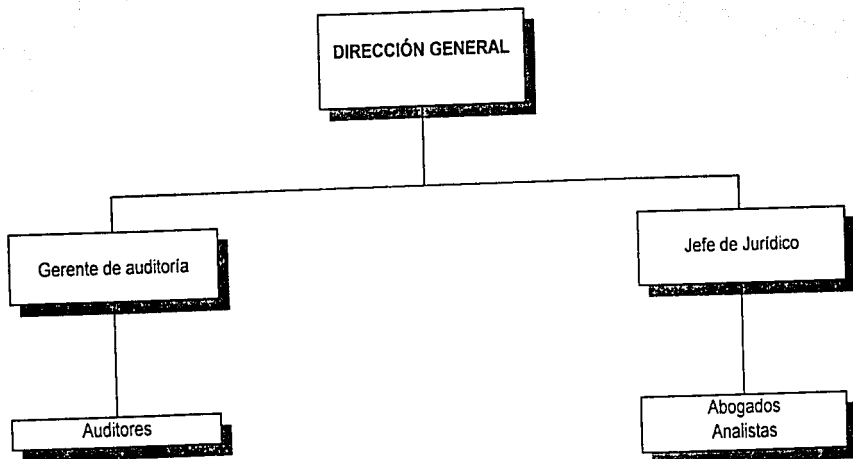 DIRECCIÓN GENERAL
Gerente de auditoría
Jefe de Jurídico
Auditores
Abogados
Analistas